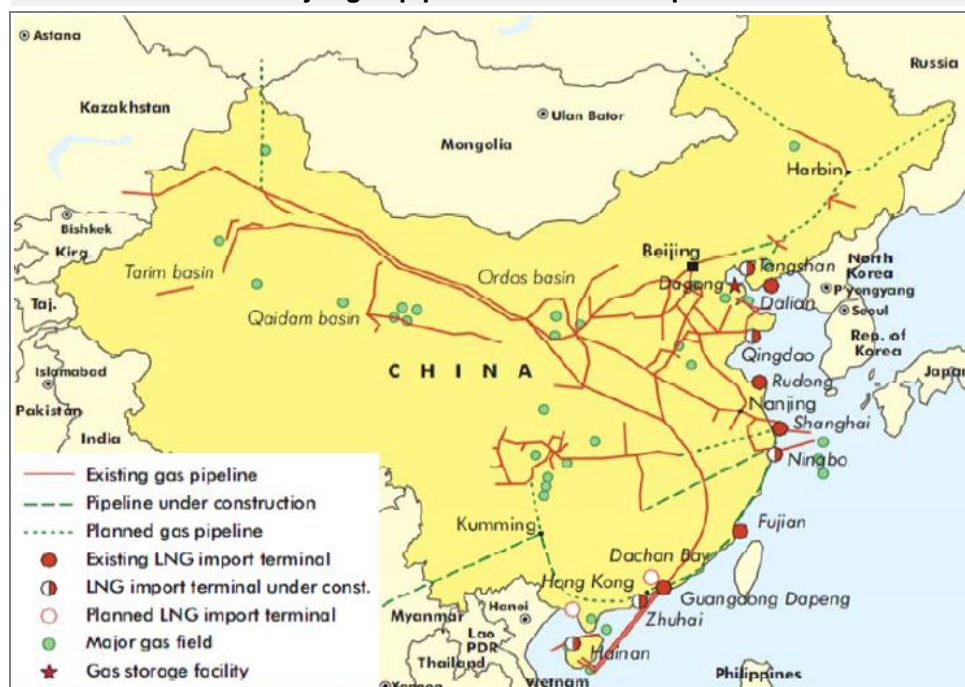 Astana
Russia
Kazakhstan
Ulan Bator
Mongolia
Harbin
Bishkek
Kirg.
Beijing
Tangshan
North
Korea
Tarim basin
Ordos basin
Dagang
P'yongyang
Taj.
Dalian
Seoul
Qaidam basin
Rep. of
Korea
Qingdao
Islamabad
CHINA
Japan
Rudong
Pakistan
Nanjing
India
Shanghai
Ningbo
Existing gas pipeline
Pipeline under construction
Planned gas pipeline
Existing LNG import terminal
LNG import terminal under const.
Planned LNG import terminal
Major gas field
Gas storage facility
Kumming
Fujian
Dachan Bay
Hong Kong
Guangdong Dapeng
Myanmar
Hanoi
Zhuhai
Lao
PDR
Hainan
Thailand
Vietnam
Philippines